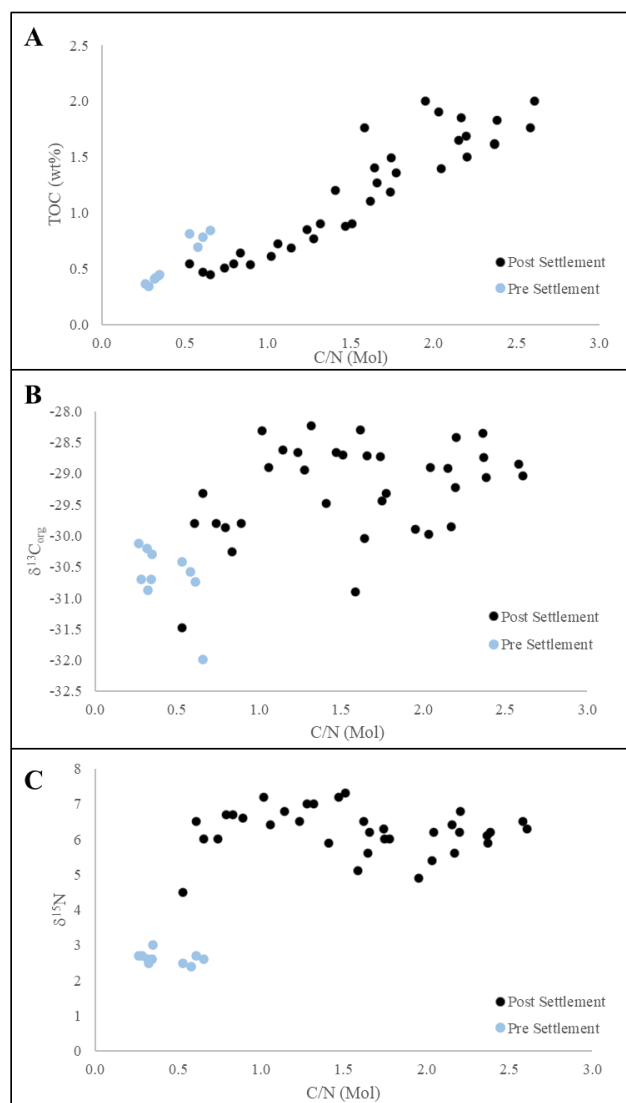 A
2.5
2.0
1.5
1.0
0.5
0.0
TOC (wt%)
Post Settlement
Pre Settlement
0.0 0.5 1.0 1.5 2.0 2.5 3.0
C/N (Mol)
B
-28.0
-28.5
-29.0
-29.5
-30.0
-30.5
-31.0
-31.5
-32.0
-32.5
δ¹³Corg
Post Settlement
Pre Settlement
0.0 0.5 1.0 1.5 2.0 2.5 3.0
C/N (Mol)
C
8
7
6
5
4
3
2
1
0
δ¹⁵N
Post Settlement
Pre Settlement
0.0 0.5 1.0 1.5 2.0 2.5 3.0
C/N (Mol)